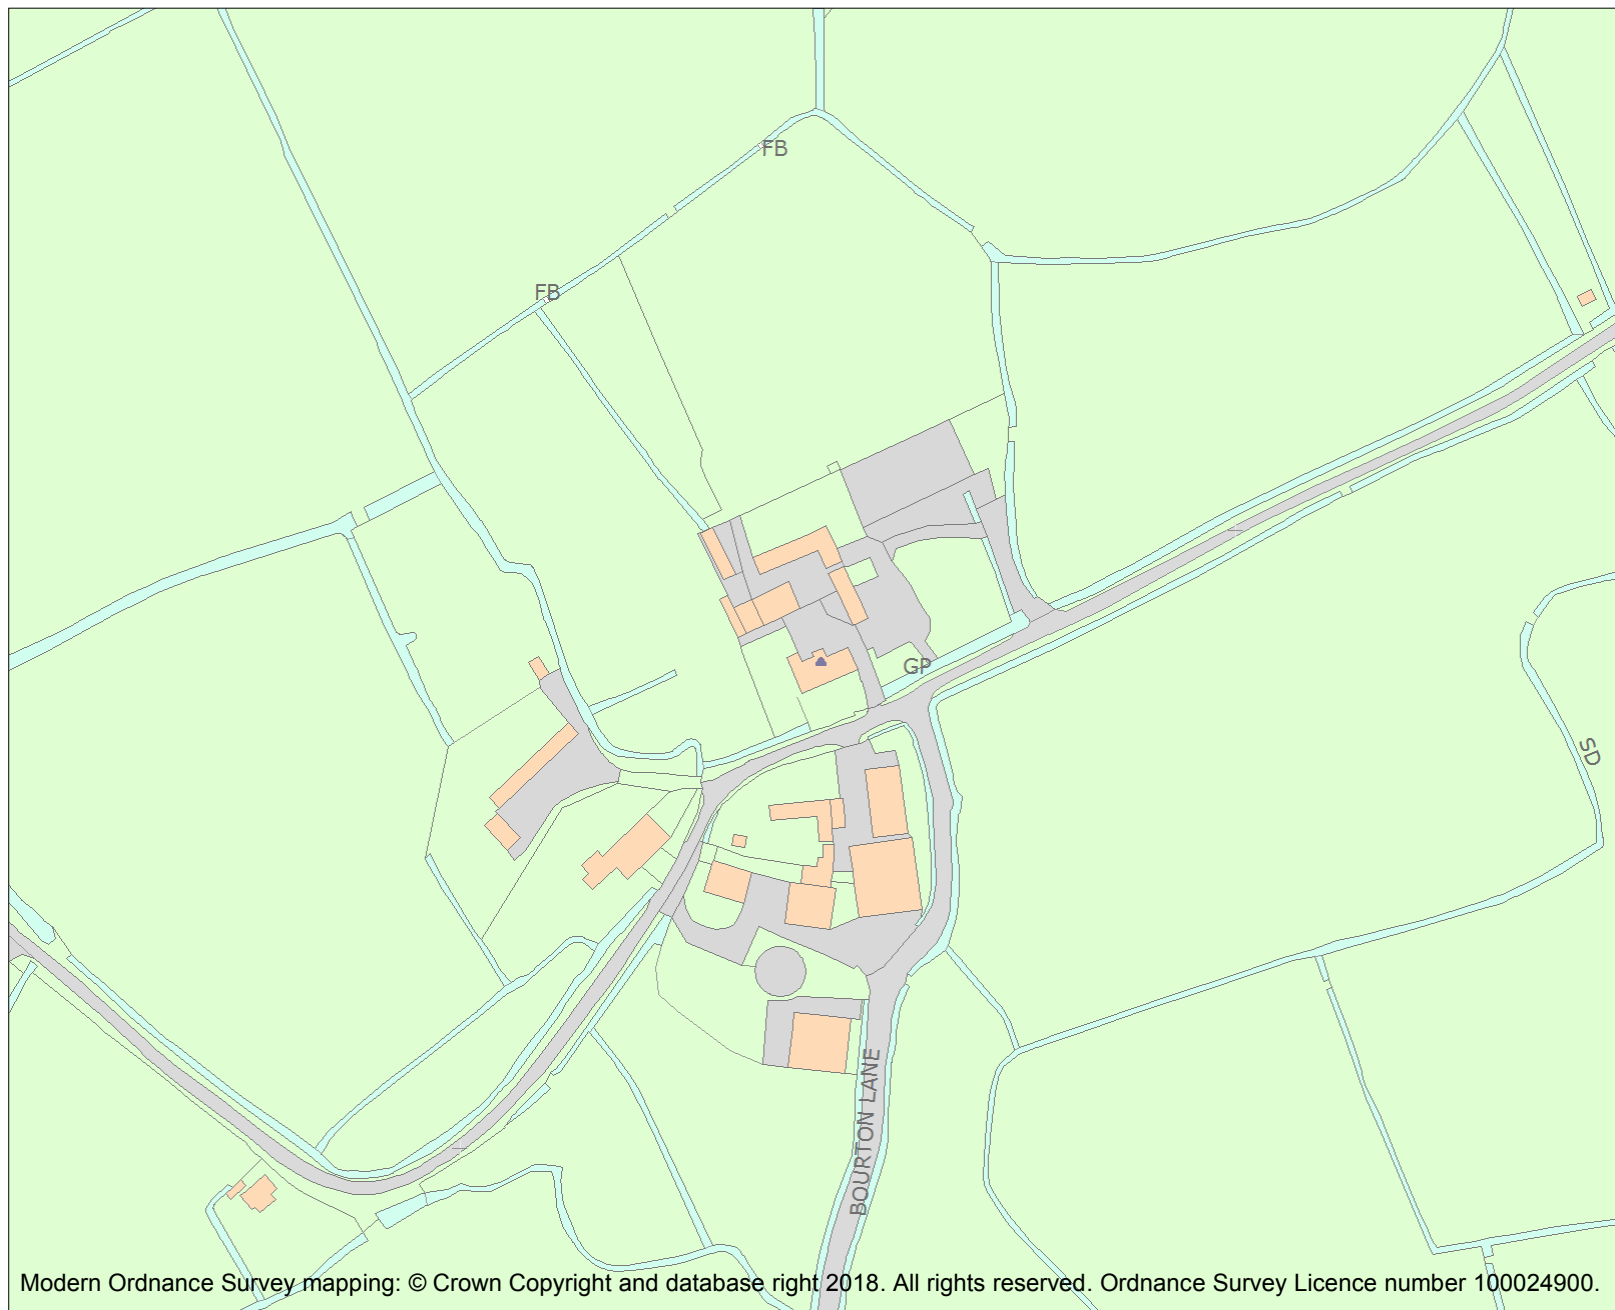 FB
FB
GP
SD
BOURTON LANE
Modern Ordnance Survey mapping: © Crown Copyright and database right 2018. All rights reserved. Ordnance Survey Licence number 100024900.